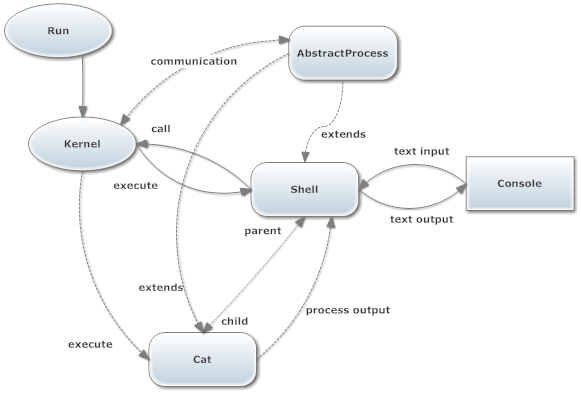 Run
AbstractProcess
communication
call
Kernel
extends
text input
Console
Shell
execute
text output
parent
extends
process output
child
execute
Cat